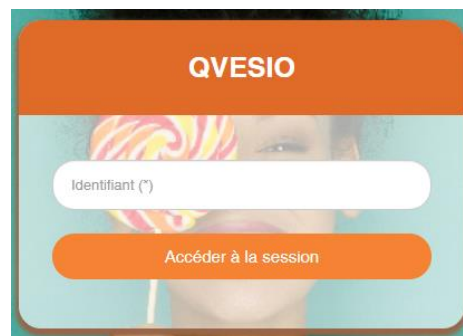 QVESIO
Identifiant (*)
Accéder à la session